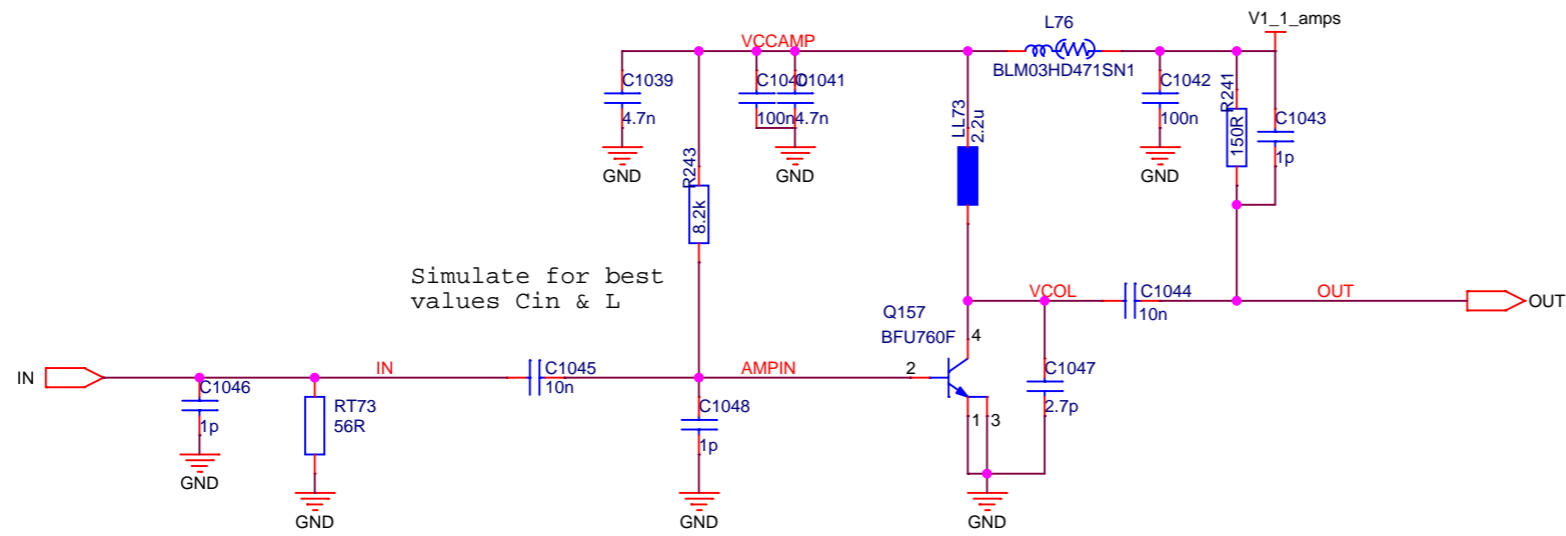 V1_1_amps
L76
BLM03HD471SN1
VCCAMP
C1039
4.7n
GND
R243
8.2k
C1040
100n
C1041
4.7n
GND
LL73
2.2u
C1042
100n
GND
R241
150R
C1043
1p
Simulate for best
values Cin & L
Q157
BFU760F
4
2
1
3
VCOL
C1044
10n
OUT
OUT
IN
IN
C1046
1p
GND
RT73
56R
GND
C1045
10n
AMPIN
C1048
1p
GND
C1047
2.7p
GND